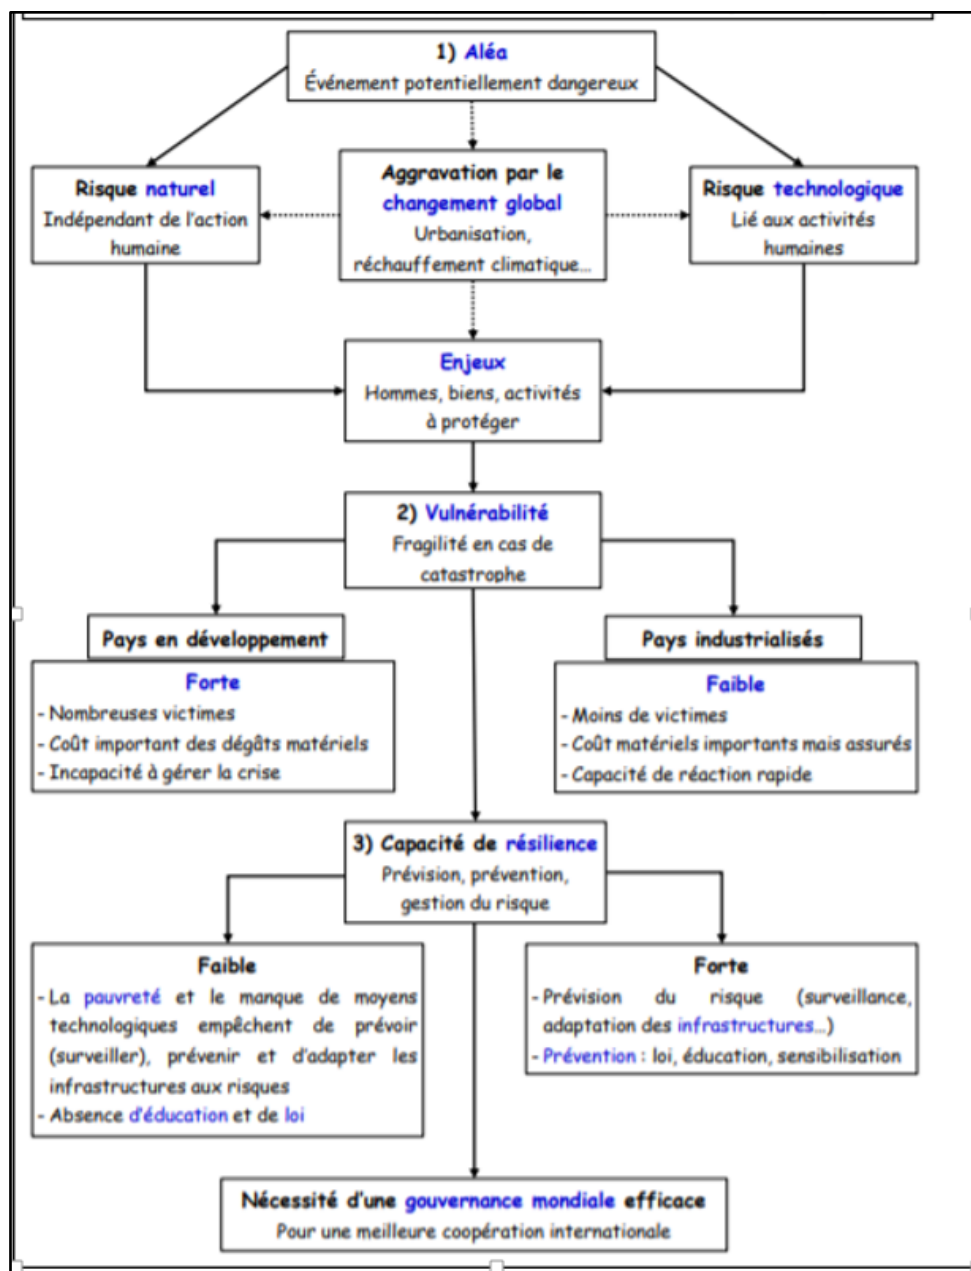 1) Aléa
Événement potentiellement dangereux
Risque naturel
Indépendant de l'action
humaine
Aggravation par le
changement global
Urbanisation,
réchauffement climatique...
Risque technologique
Lié aux activités
humaines
Enjeux
Hommes, biens, activités
à protéger
2) Vulnérabilité
Fragilité en cas de
catastrophe
Pays en développement
Forte
- Nombreuses victimes
- Coût important des dégâts matériels
- Incapacité à gérer la crise
Pays industrialisés
Faible
- Moins de victimes
- Coût matériels importants mais assurés
- Capacité de réaction rapide
3) Capacité de résilience
Prévision, prévention,
gestion du risque
Faible
- La pauvreté et le manque de moyens
technologiques empêchent de prévoir
(surveiller), prévenir et d'adapter les
infrastructures aux risques
- Absence d'éducation et de loi
Forte
- Prévision du risque (surveillance,
adaptation des infrastructures...)
- Prévention : loi, éducation, sensibilisation
Nécessité d'une gouvernance mondiale efficace
Pour une meilleure coopération internationale